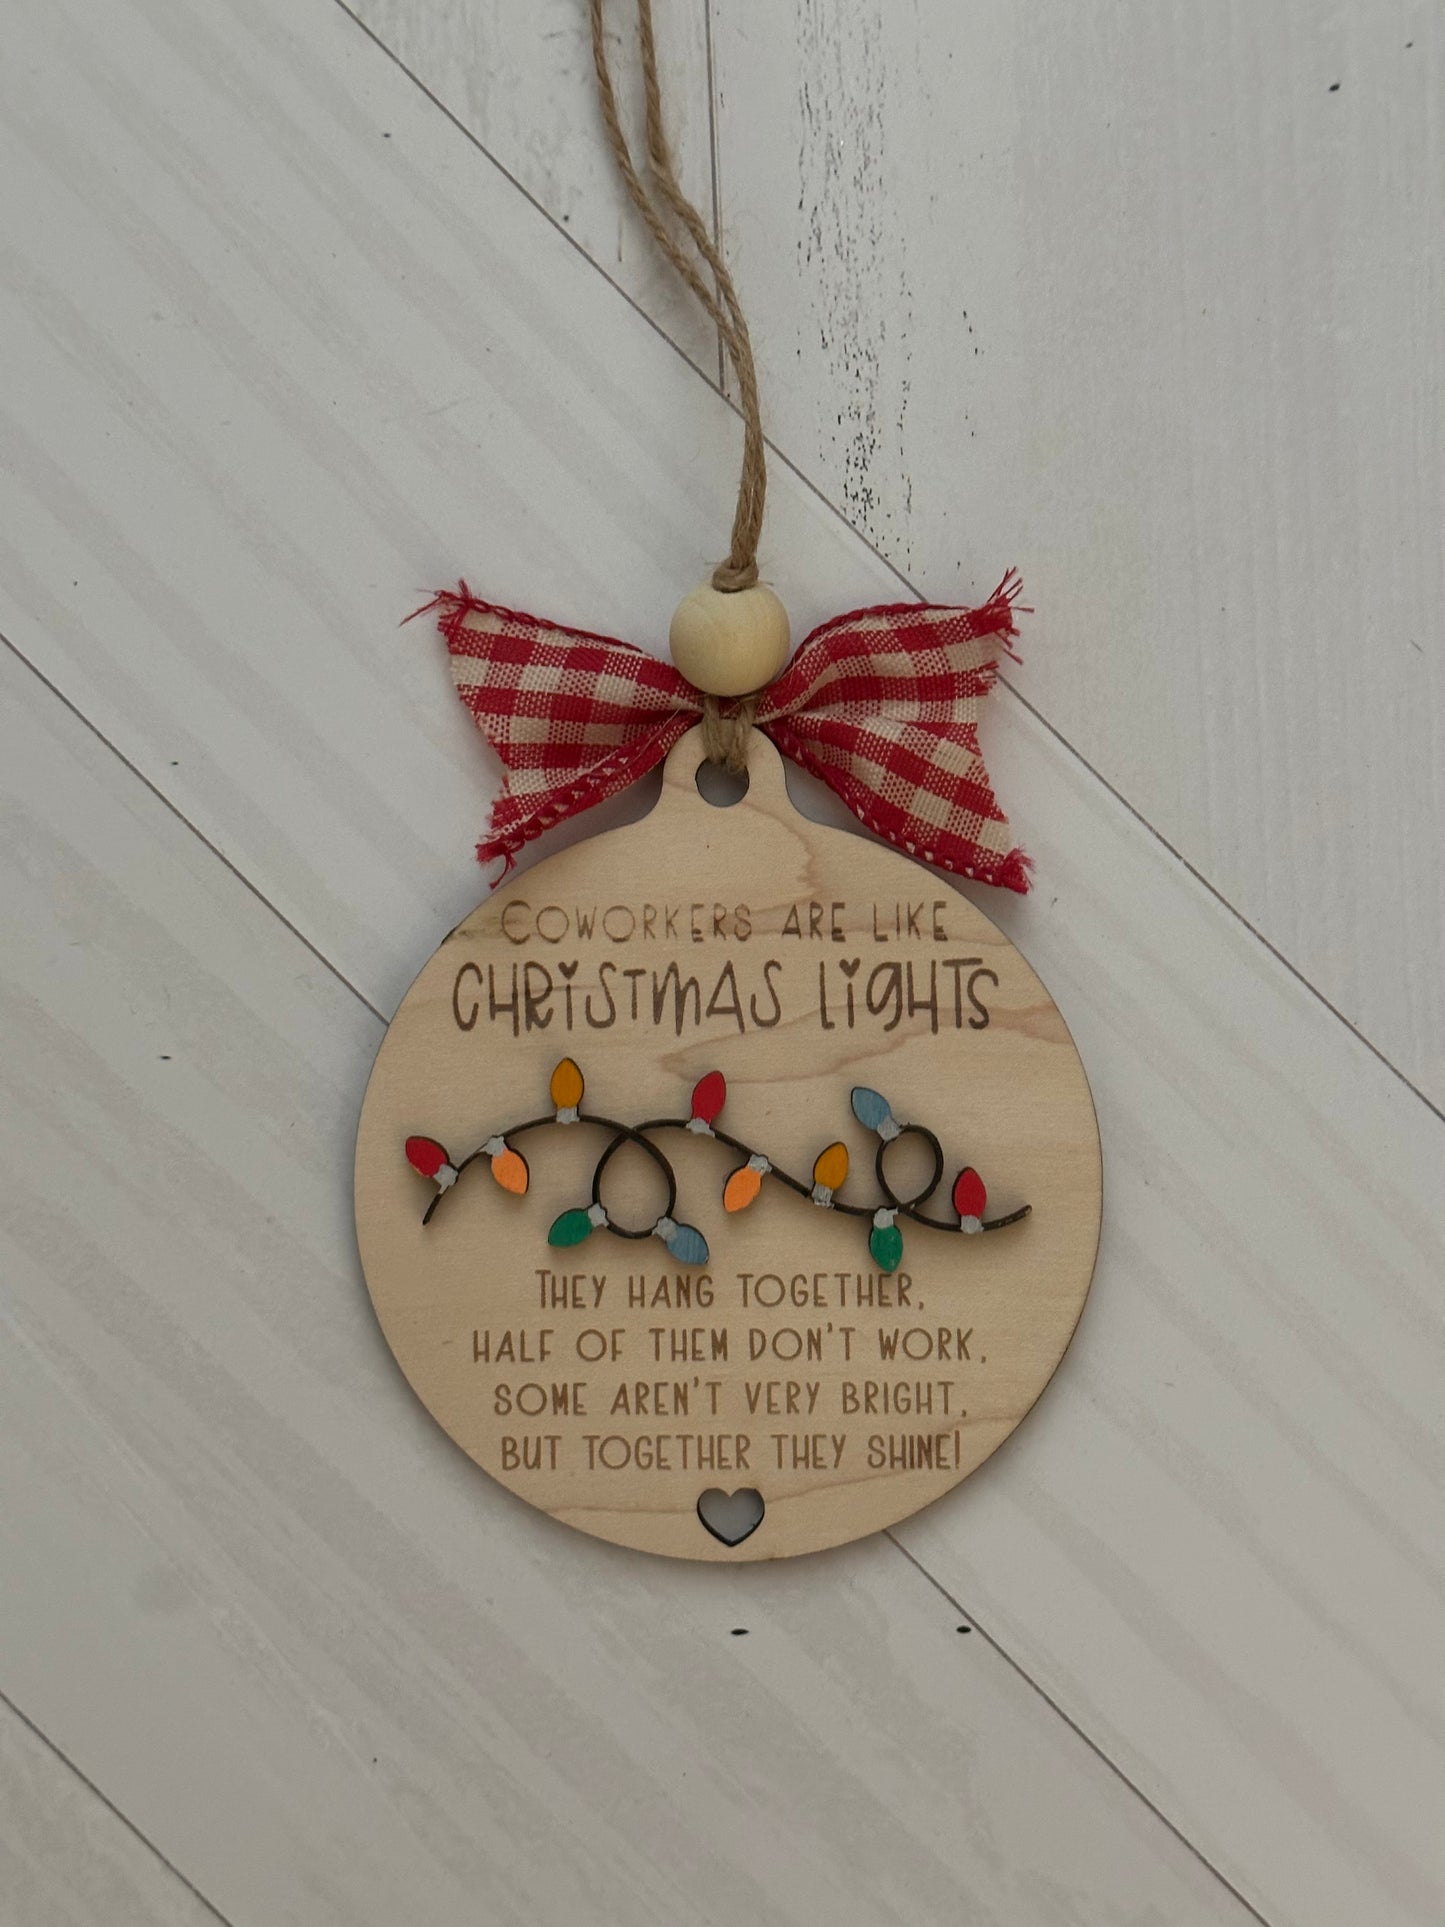 COWORKERS ARE LIKE
CHRiSTMAS LiGHTS
THEY HANG TOGETHER,
HALF OF THEM DON'T WORK,
SOME AREN'T VERY BRIGHT,
BUT TOGETHER THEY SHINE!